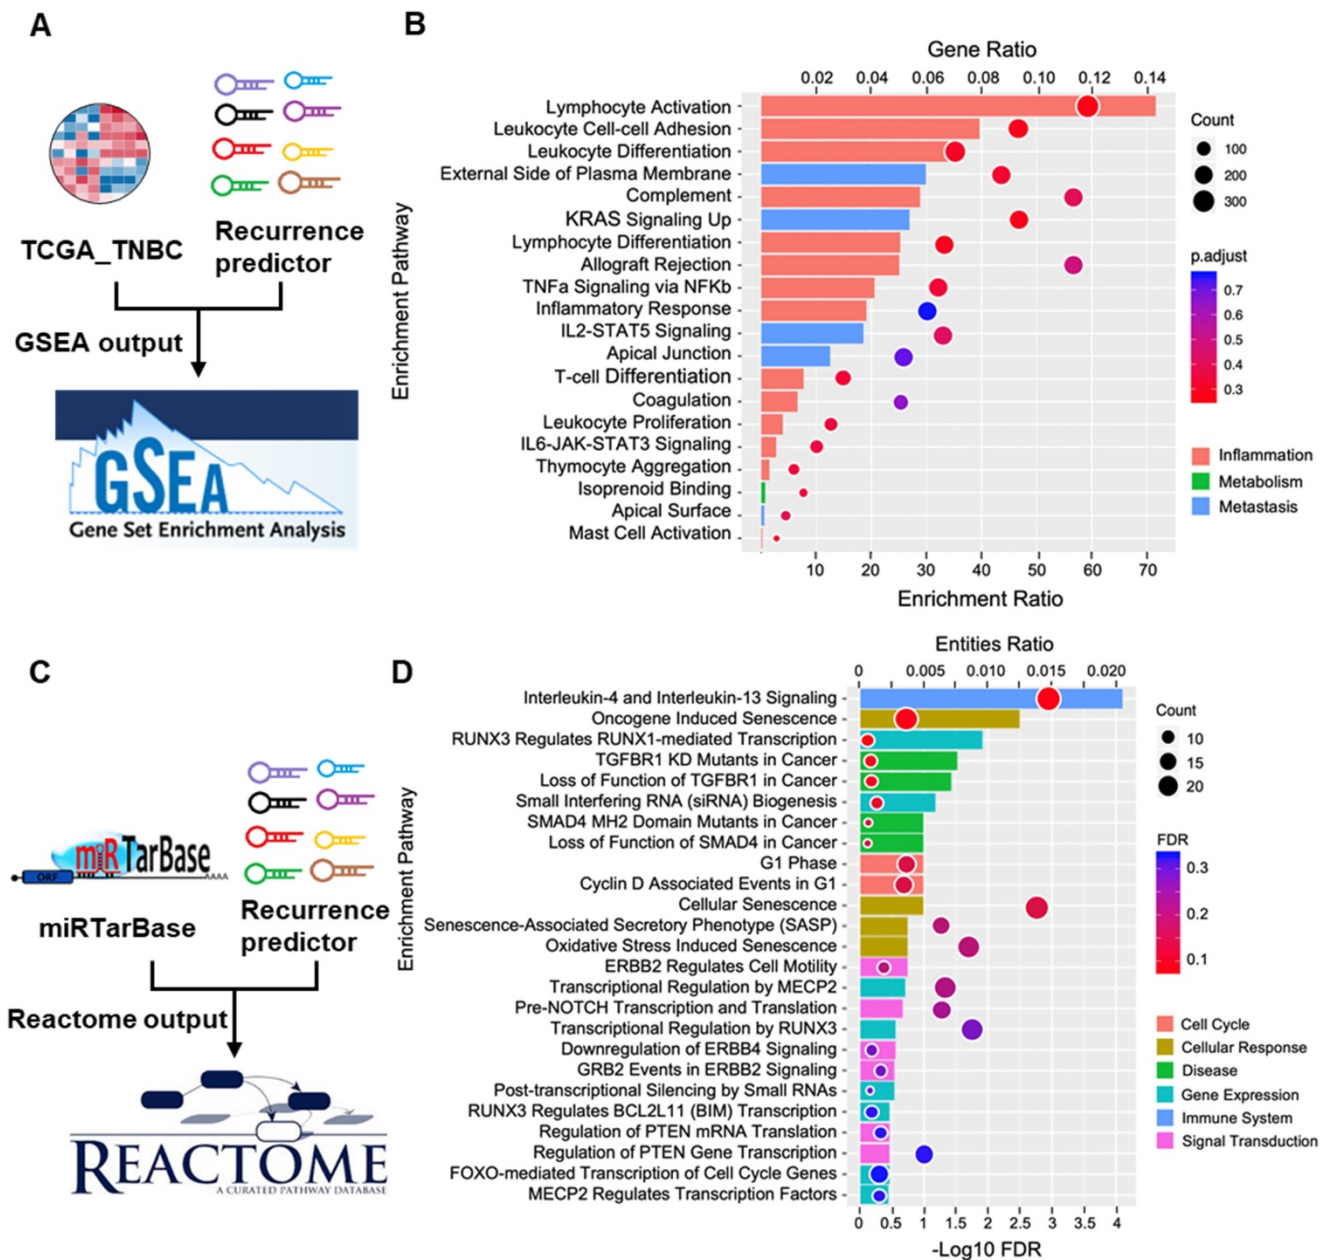 A
TCGA_TNBC
Recurrence
predictor
GSEA output
GSEA
Gene Set Enrichment Analysis
B
Gene Ratio
0.02 0.04 0.06 0.08 0.10 0.12 0.14
Enrichment Pathway
Lymphocyte Activation
Leukocyte Cell-cell Adhesion
Leukocyte Differentiation
External Side of Plasma Membrane
Complement
KRAS Signaling Up
Lymphocyte Differentiation
Allograft Rejection
TNFa Signaling via NFKb
Inflammatory Response
IL2-STAT5 Signaling
Apical Junction
T-cell Differentiation
Coagulation
Leukocyte Proliferation
IL6-JAK-STAT3 Signaling
Thymocyte Aggregation
Isoprenoid Binding
Apical Surface
Mast Cell Activation
10 20 30 40 50 60 70
Enrichment Ratio
Count
100
200
300
p.adjust
0.7
0.6
0.5
0.4
0.3
Inflammation
Metabolism
Metastasis
C
miRTarBase
ORF
AAAA
miRTarBase
Recurrence
predictor
Reactome output
REACTOME
A CURATED PATHWAY DATABASE
D
Entities Ratio
0 0.005 0.010 0.015 0.020
Enrichment Pathway
Interleukin-4 and Interleukin-13 Signaling
Oncogene Induced Senescence
RUNX3 Regulates RUNX1-mediated Transcription
TGFBR1 KD Mutants in Cancer
Loss of Function of TGFBR1 in Cancer
Small Interfering RNA (siRNA) Biogenesis
SMAD4 MH2 Domain Mutants in Cancer
Loss of Function of SMAD4 in Cancer
G1 Phase
Cyclin D Associated Events in G1
Cellular Senescence
Senescence-Associated Secretory Phenotype (SASP)
Oxidative Stress Induced Senescence
ERBB2 Regulates Cell Motility
Transcriptional Regulation by MECP2
Pre-NOTCH Transcription and Translation
Transcriptional Regulation by RUNX3
Downregulation of ERBB4 Signaling
GRB2 Events in ERBB2 Signaling
Post-transcriptional Silencing by Small RNAs
RUNX3 Regulates BCL2L11 (BIM) Transcription
Regulation of PTEN mRNA Translation
Regulation of PTEN Gene Transcription
FOXO-mediated Transcription of Cell Cycle Genes
MECP2 Regulates Transcription Factors
0 0.5 1 1.5 2 2.5 3 3.5 4
-Log10 FDR
Count
10
15
20
FDR
0.3
0.2
0.1
Cell Cycle
Cellular Response
Disease
Gene Expression
Immune System
Signal Transduction